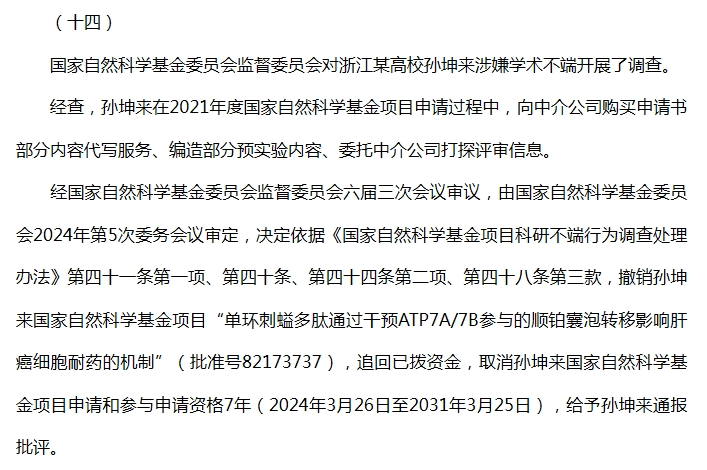 （十四）
国家自然科学基金委员会监督委员会对浙江某高校孙坤来涉嫌学术不端开展了调查。
经查，孙坤来在2021年度国家自然科学基金项目申请过程中，向中介公司购买申请书
部分内容代写服务、编造部分预实验内容、委托中介公司打探评审信息。
经国家自然科学基金委员会监督委员会六届三次会议审议，由国家自然科学基金委员
会2024年第5次委务会议审定，决定依据《国家自然科学基金项目科研不端行为调查处理
办法》第四十一条第一项、第四十条、第四十四条第二项、第四十八条第三款，撤销孙坤
来国家自然科学基金项目“单环刺螠多肽通过干预ATP7A/7B参与的顺铂囊泡转移影响肝
癌细胞耐药的机制”（批准号82173737），追回已拨资金，取消孙坤来国家自然科学基
金项目申请和参与申请资格7年（2024年3月26日至2031年3月25日），给予孙坤来通报
批评。